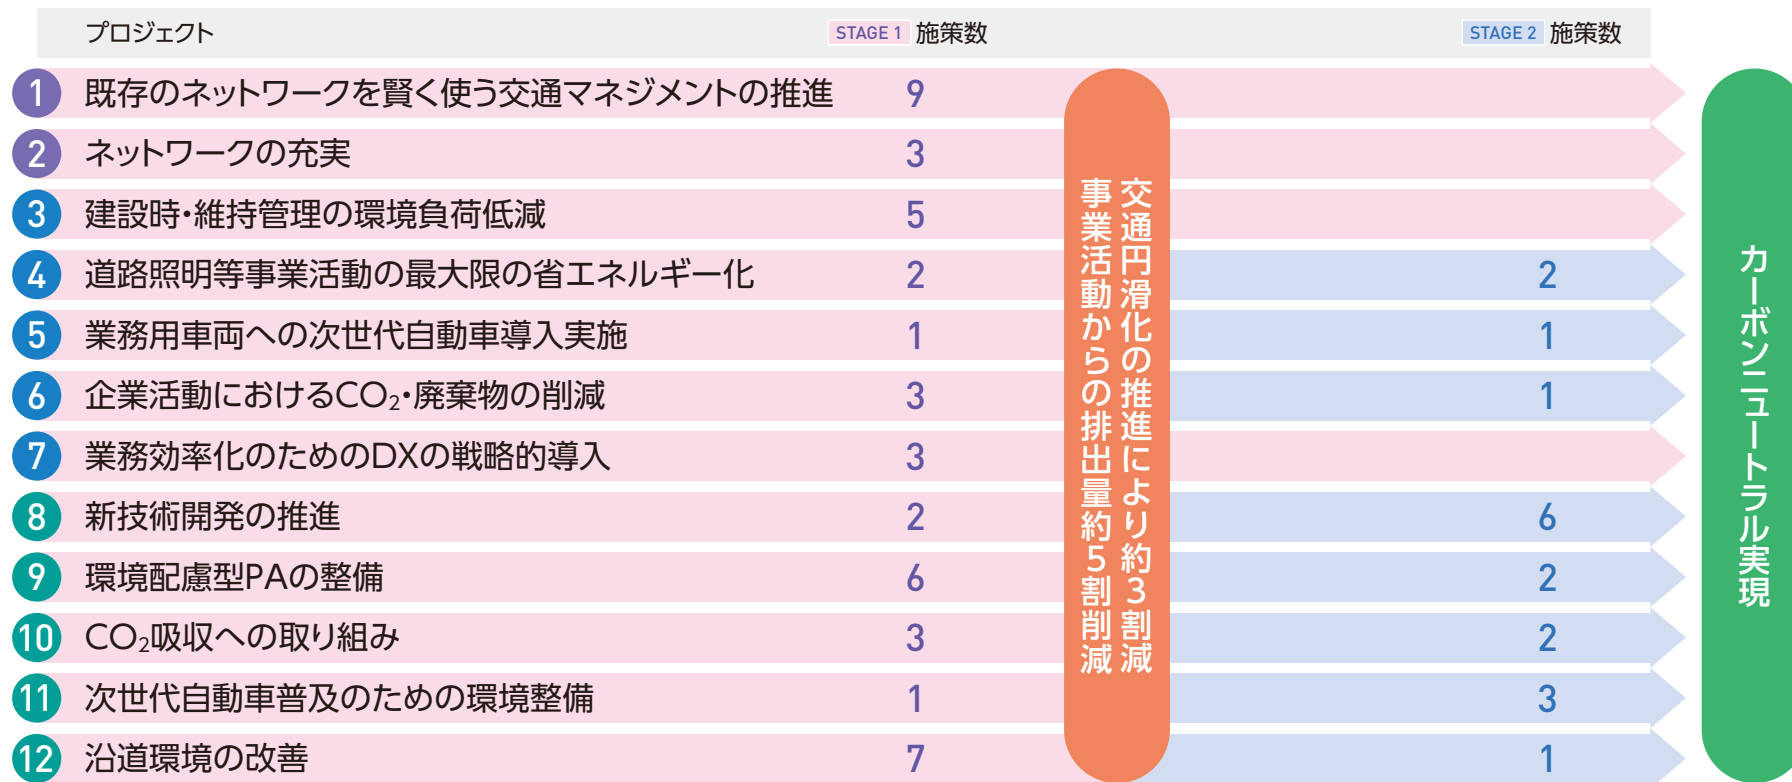 プロジェクト STAGE 1 施策数 STAGE 2 施策数
1 既存のネットワークを賢く使う交通マネジメントの推進 9
2 ネットワークの充実 3
3 建設時・維持管理の環境負荷低減 5
4 道路照明等事業活動の最大限の省エネルギー化 2 2
5 業務用車両への次世代自動車導入実施 1 1
6 企業活動におけるCO₂・廃棄物の削減 3 1
7 業務効率化のためのDXの戦略的導入 3
8 新技術開発の推進 2 6
9 環境配慮型PAの整備 6 2
10 CO₂吸収への取り組み 3 2
11 次世代自動車普及のための環境整備 1 3
12 沿道環境の改善 7 1
交通円滑化の推進により約3割減
事業活動からの排出量約5割削減
カーボンニュートラル実現